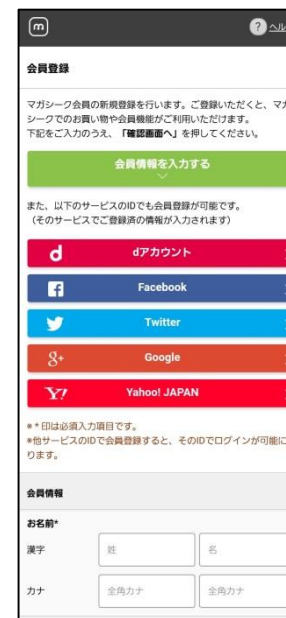 m
? ヘル
会員登録
マガシーク会員の新規登録を行います。ご登録いただくと、マガ
シークでのお買い物や会員機能がご利用いただけます。
下記をご入力のうえ、「確認画面へ」を押してください。
会員情報を入力する
また、以下のサービスのIDでも会員登録が可能です。
(そのサービスでご登録済の情報が入力されます)
d dアカウント
f Facebook
Twitter
g+ Google
Y! Yahoo! JAPAN
※ * 印は必須入力項目です。
※他サービスのIDで会員登録すると、そのIDでログインが可能に
ります。
会員情報
お名前*
漢字 姓 名
カナ 全角カナ 全角カナ